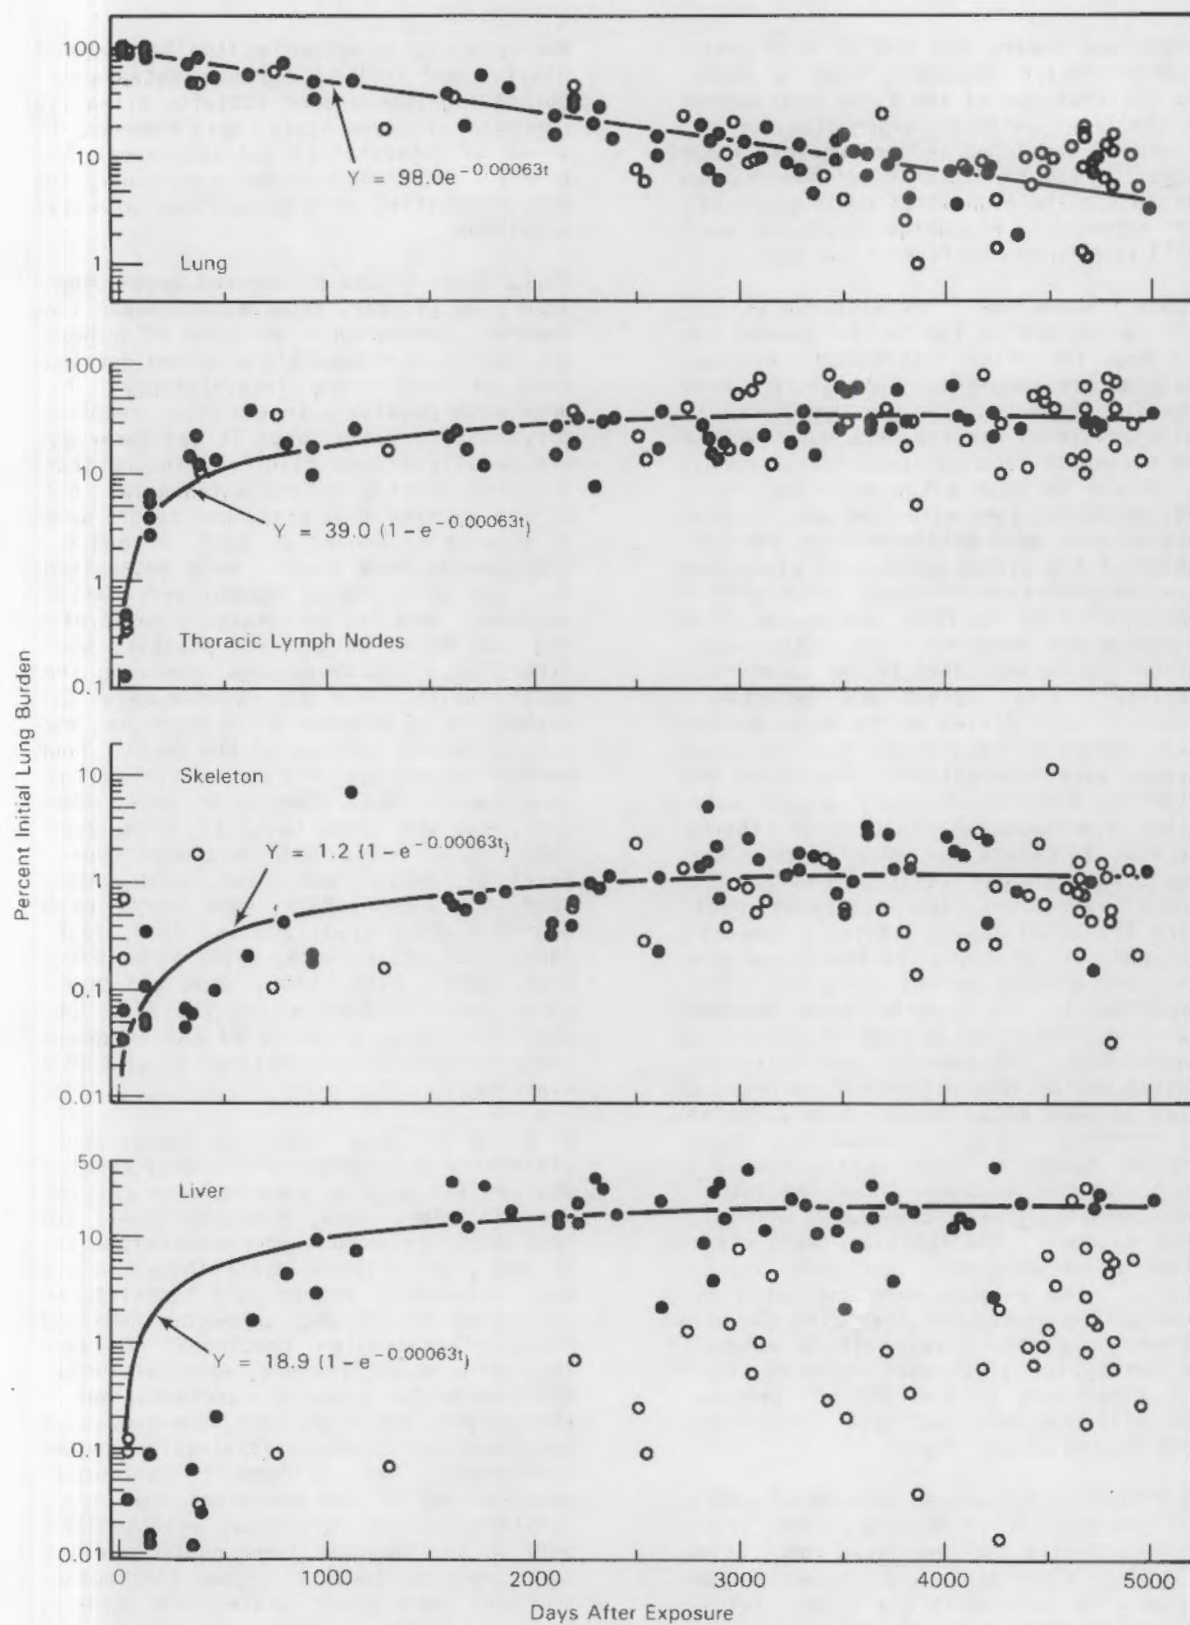 Percent Initial Lung Burden
100
10
1
Y = 98.0e^-0.00063t
Lung
100
10
1
0.1
Y = 39.0 (1-e^-0.00063t)
Thoracic Lymph Nodes
10
1
0.1
0.01
Skeleton
Y = 1.2 (1-e^-0.00063t)
50
10
1
0.1
0.01
Liver
Y = 18.9 (1-e^-0.00063t)
0 1000 2000 3000 4000 5000
Days After Exposure